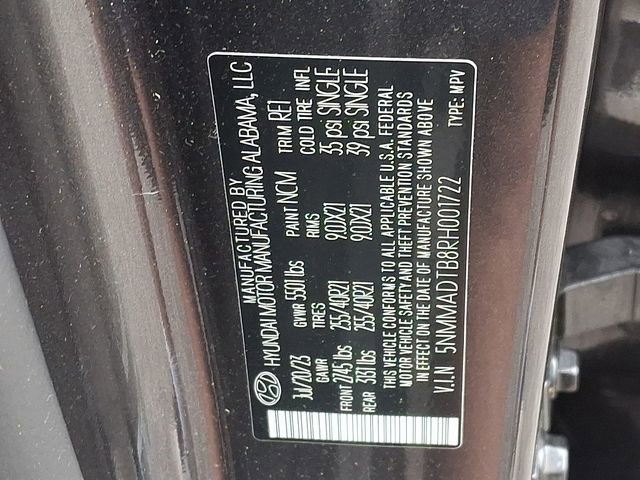 MANUFACTURED BY
HYUNDAI MOTOR MANUFACTURING ALABAMA, LLC
Jul/20/23 GVWR 5501 lbs PAINT NCM TRIM RET
GAWR TIRES RIMS COLD TIRE INFL
FRONT 2745 lbs 255/40R21 9.0JX21 35 psi SINGLE
REAR 3131 lbs 255/40R21 9.0JX21 39 psi SINGLE
THIS VEHICLE CONFORMS TO ALL APPLICABLE U.S.A. FEDERAL
MOTOR VEHICLE SAFETY AND THEFT PREVENTION STANDARDS
IN EFFECT ON THE DATE OF MANUFACTURE SHOWN ABOVE
V.I.N 5NMMADTB8RH001722 TYPE: MPV